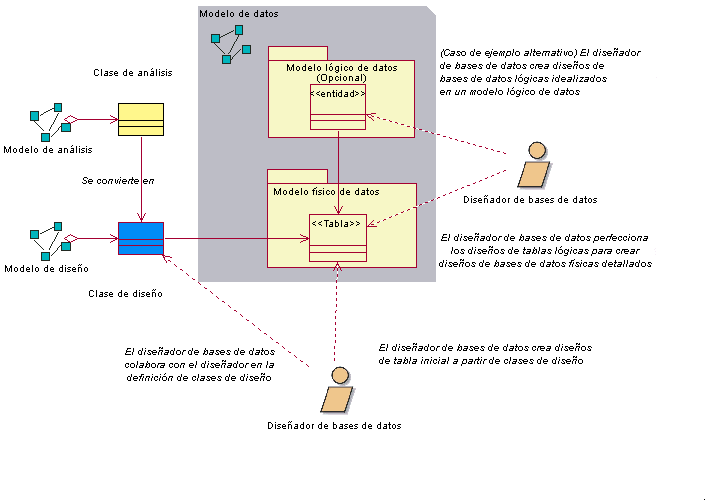 Modelo de datos
(Caso de ejemplo alternativo) El diseñador
de bases de datos crea diseños de
bases de datos lógicas idealizados
en un modelo lógico de datos
Clase de análisis
Modelo lógico de datos
(Opcional)
<<entidad>>
Modelo de análisis
Se convierte en
Modelo físico de datos
Diseñador de bases de datos
<<Tabla>>
El diseñador de bases de datos perfecciona
los diseños de tablas lógicas para crear
diseños de bases de datos físicas detallados
Modelo de diseño
Clase de diseño
El diseñador de bases de datos
colabora con el diseñador en la
definición de clases de diseño
El diseñador de bases de datos crea diseños
de tabla inicial a partir de clases de diseño
Diseñador de bases de datos